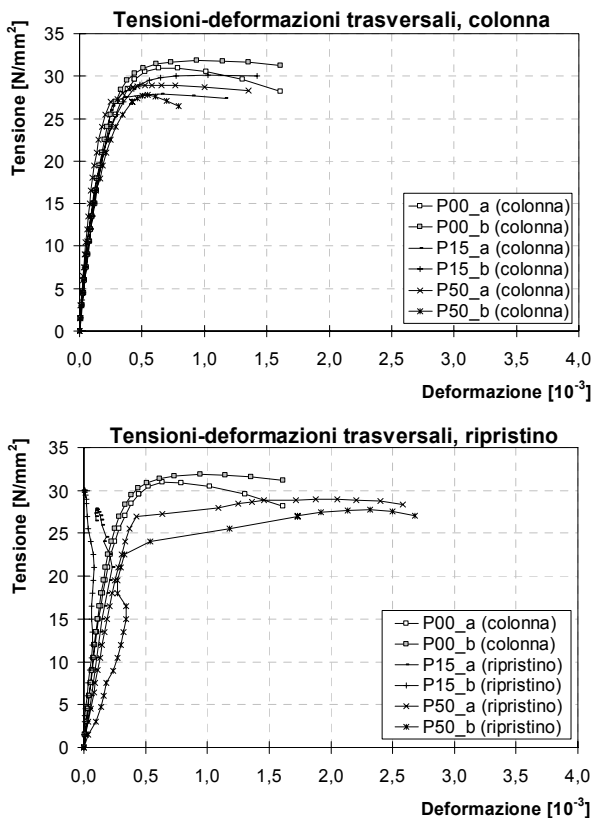 Tensioni-deformazioni trasversali, colonna
Tensione [N/mm²]
35
30
25
20
15
10
5
0
P00_a (colonna)
P00_b (colonna)
P15_a (colonna)
P15_b (colonna)
P50_a (colonna)
P50_b (colonna)
0,0 0,5 1,0 1,5 2,0 2,5 3,0 3,5 4,0
Deformazione [10⁻³]
Tensioni-deformazioni trasversali, ripristino
Tensione [N/mm²]
35
30
25
20
15
10
5
0
P00_a (colonna)
P00_b (colonna)
P15_a (ripristino)
P15_b (ripristino)
P50_a (ripristino)
P50_b (ripristino)
0,0 0,5 1,0 1,5 2,0 2,5 3,0 3,5 4,0
Deformazione [10⁻³]